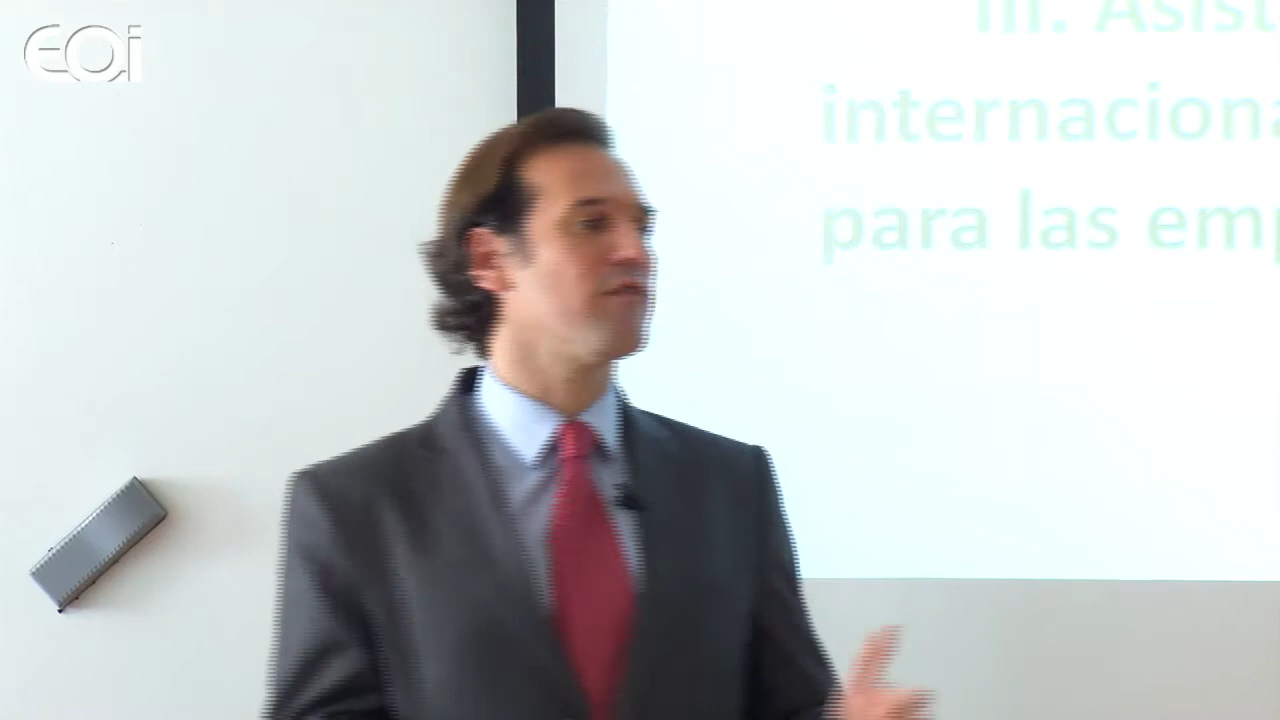 eoi
III. Asist
internaciona
para las emp